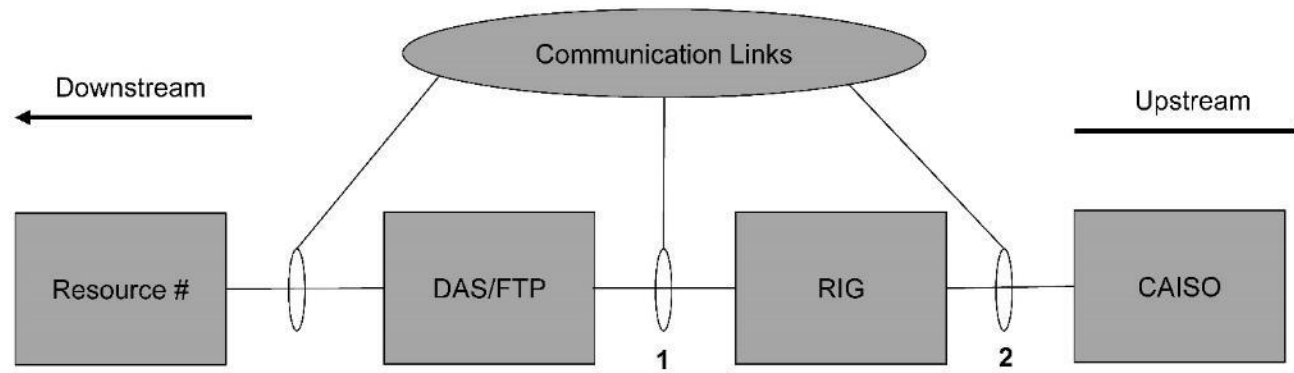 Communication Links
Downstream
Upstream
Resource #
DAS/FTP
RIG
CAISO
1
2